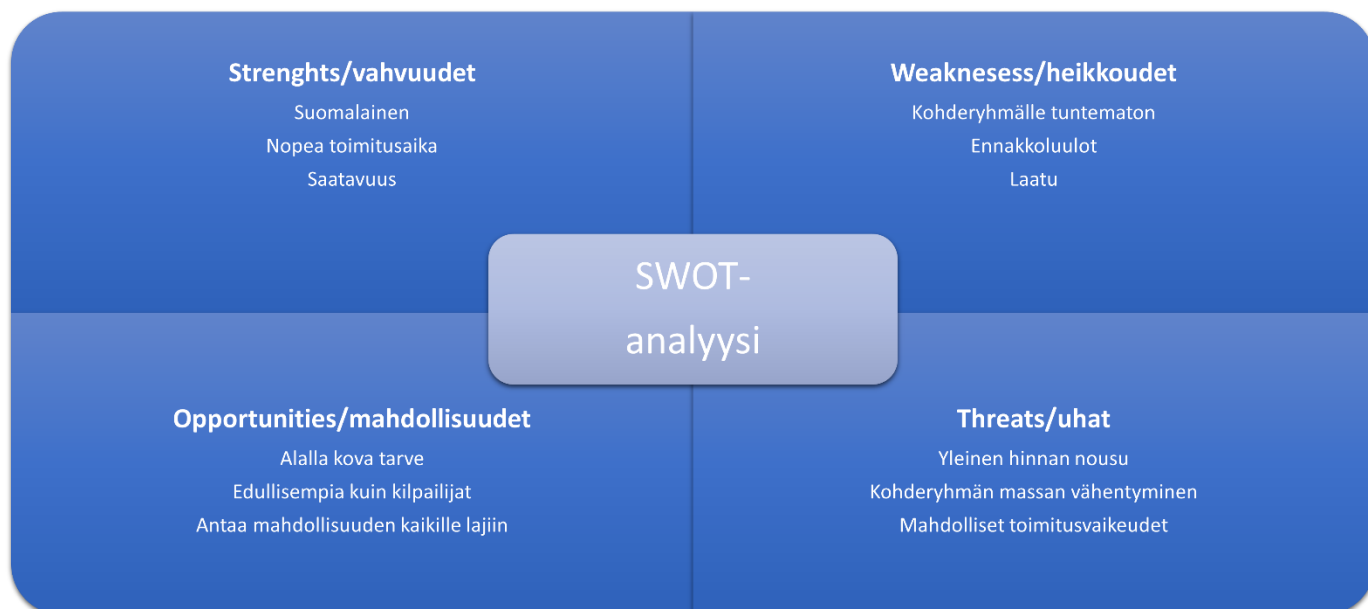 Strenghts/vahvuudet
Suomalainen
Nopea toimitusaika
Saatavuus
Weaknesess/heikkoudet
Kohderyhmälle tuntematon
Ennakkoluulot
Laatu
SWOT-
analyysi
Opportunities/mahdollisuudet
Alalla kova tarve
Edullisempia kuin kilpailijat
Antaa mahdollisuuden kaikille lajiin
Threats/uhat
Yleinen hinnan nousu
Kohderyhmän massan vähentyminen
Mahdolliset toimitusvaikeudet